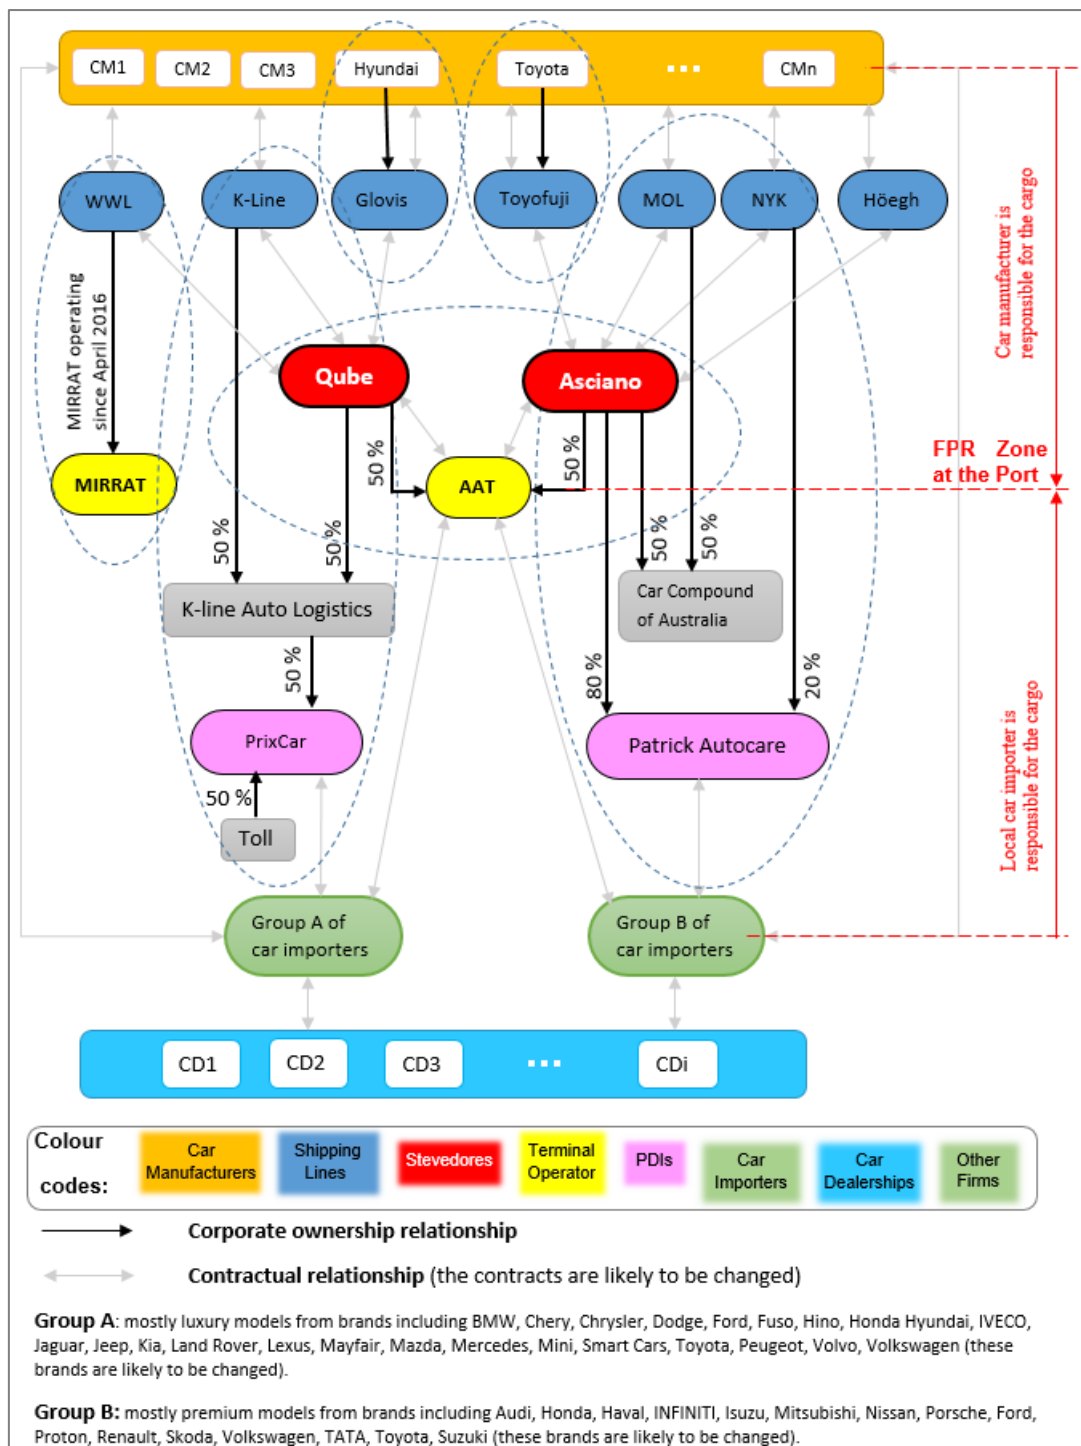 CM1 CM2 CM3 Hyundai Toyota ... CMn
WWL K-Line Glovis Toyofuji MOL NYK Höegh
Car manufacturer is
responsible for the cargo
MIRRAT operating
since April 2016
Qube Asciano
50 % 50 %
FPR Zone
at the Port
MIRRAT AAT
50 % 50 % 50 % 50 %
K-line Auto Logistics
Car Compound
of Australia
50 % 80 % 20 %
PrixCar Patrick Autocare
50 %
Toll
Local car importer is
responsible for the cargo
Group A of
car importers
Group B of
car importers
CD1 CD2 CD3 ... CDi
Colour
codes:
Car
Manufacturers
Shipping
Lines
Stevedores
Terminal
Operator
PDIs
Car
Importers
Car
Dealerships
Other
Firms
Corporate ownership relationship
Contractual relationship (the contracts are likely to be changed)
Group A: mostly luxury models from brands including BMW, Chery, Chrysler, Dodge, Ford, Fuso, Hino, Honda Hyundai, IVECO,
Jaguar, Jeep, Kia, Land Rover, Lexus, Mayfair, Mazda, Mercedes, Mini, Smart Cars, Toyota, Peugeot, Volvo, Volkswagen (these
brands are likely to be changed).
Group B: mostly premium models from brands including Audi, Honda, Haval, INFINITI, Isuzu, Mitsubishi, Nissan, Porsche, Ford,
Proton, Renault, Skoda, Volkswagen, TATA, Toyota, Suzuki (these brands are likely to be changed).